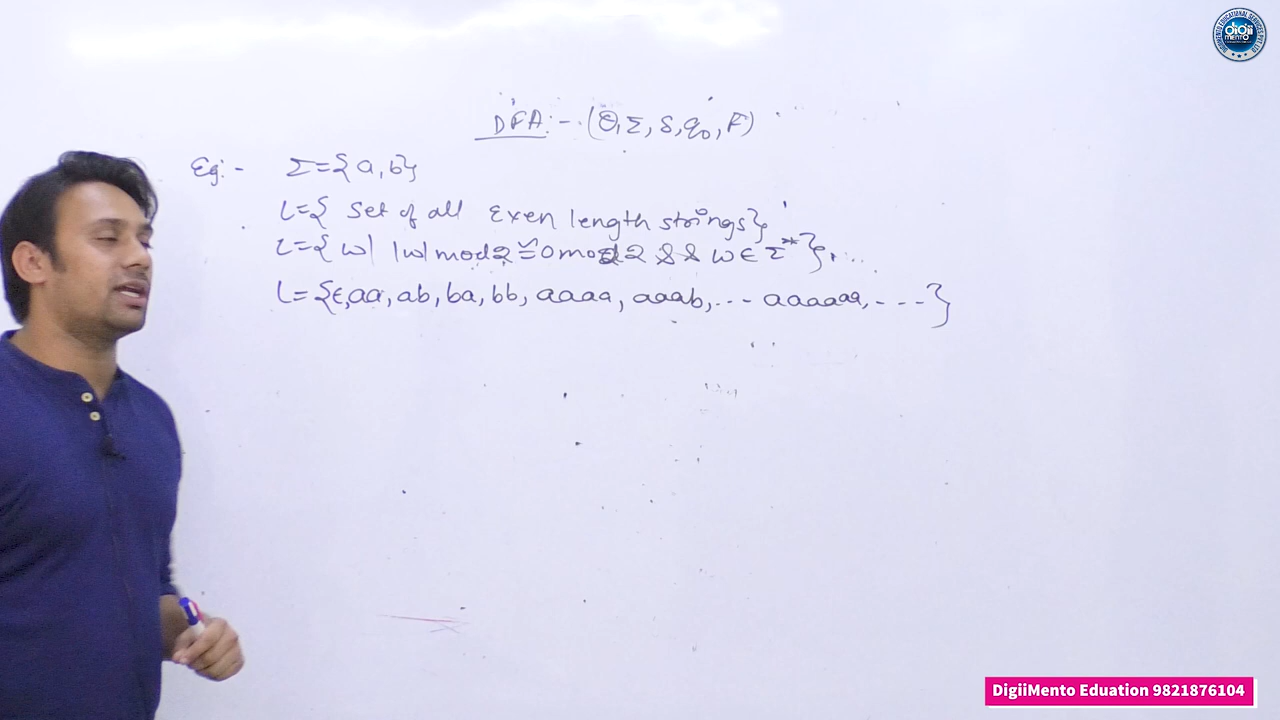 DFA:- (Q, Σ, δ, q₀, F)
Eg:- Σ={a,b}
L={ Set of all Even length strings}
L={ w| |w| mod 2 ≅ 0 mod 2 && w ∈ Σ* }
L={ϵ,aa, ab, ba, bb, aaaa, aaab,--- aaaaaa, ---}
DigiiMento Eduation 9821876104